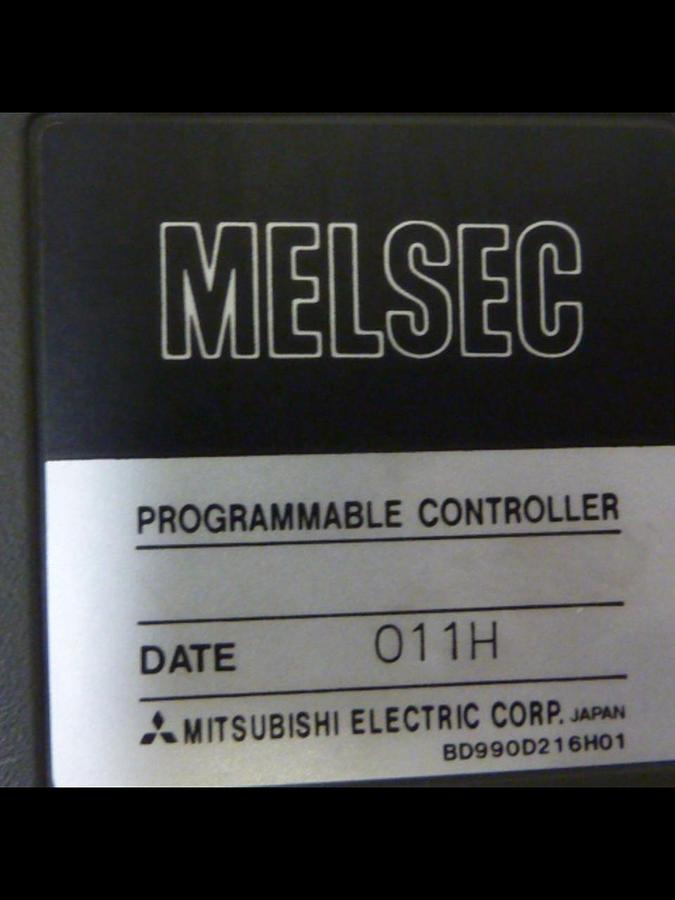 MELSEC
PROGRAMMABLE CONTROLLER
DATE 011H
MITSUBISHI ELECTRIC CORP. JAPAN
BD990D216H01